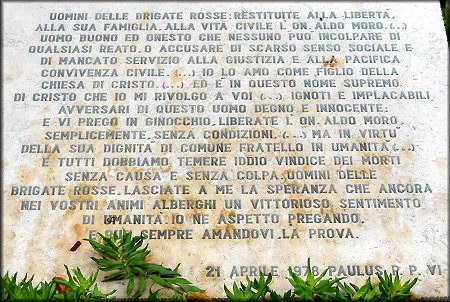 UOMINI DELLE BRIGATE ROSSE: RESTITUITE ALLA LIBERTÀ,
ALLA SUA FAMIGLIA, ALLA VITA CIVILE L'ON. ALDO MORO, (...)
UOMO BUONO ED ONESTO CHE NESSUNO PUÒ INCOLPARE DI
QUALSIASI REATO, O ACCUSARE DI SCARSO SENSO SOCIALE E
DI MANCATO SERVIZIO ALLA GIUSTIZIA E ALLA PACIFICA
CONVIVENZA CIVILE. (...) IO LO AMO COME FIGLIO DELLA
CHIESA DI CRISTO. (...) ED È IN QUESTO NOME SUPREMO
DI CRISTO CHE IO MI RIVOLGO A VOI (...) IGNOTI E IMPLACABILI
AVVERSARI DI QUESTO UOMO DEGNO E INNOCENTE;
E VI PREGO IN GINOCCHIO, LIBERATE L'ON. ALDO MORO,
SEMPLICEMENTE, SENZA CONDIZIONI, (...) MA IN VIRTÙ
DELLA SUA DIGNITÀ DI COMUNE FRATELLO IN UMANITÀ. (...)
E TUTTI DOBBIAMO TEMERE IDDIO VINDICE DEI MORTI
SENZA CAUSA E SENZA COLPA. UOMINI DELLE
BRIGATE ROSSE, LASCIATE A ME LA SPERANZA CHE ANCORA
NEI VOSTRI ANIMI ALBERGHI UN VITTORIOSO SENTIMENTO
DI UMANITÀ. IO NE ASPETTO PREGANDO,
E PUR SEMPRE AMANDOVI, LA PROVA.
21 APRILE 1978 PAULUS P.P. VI